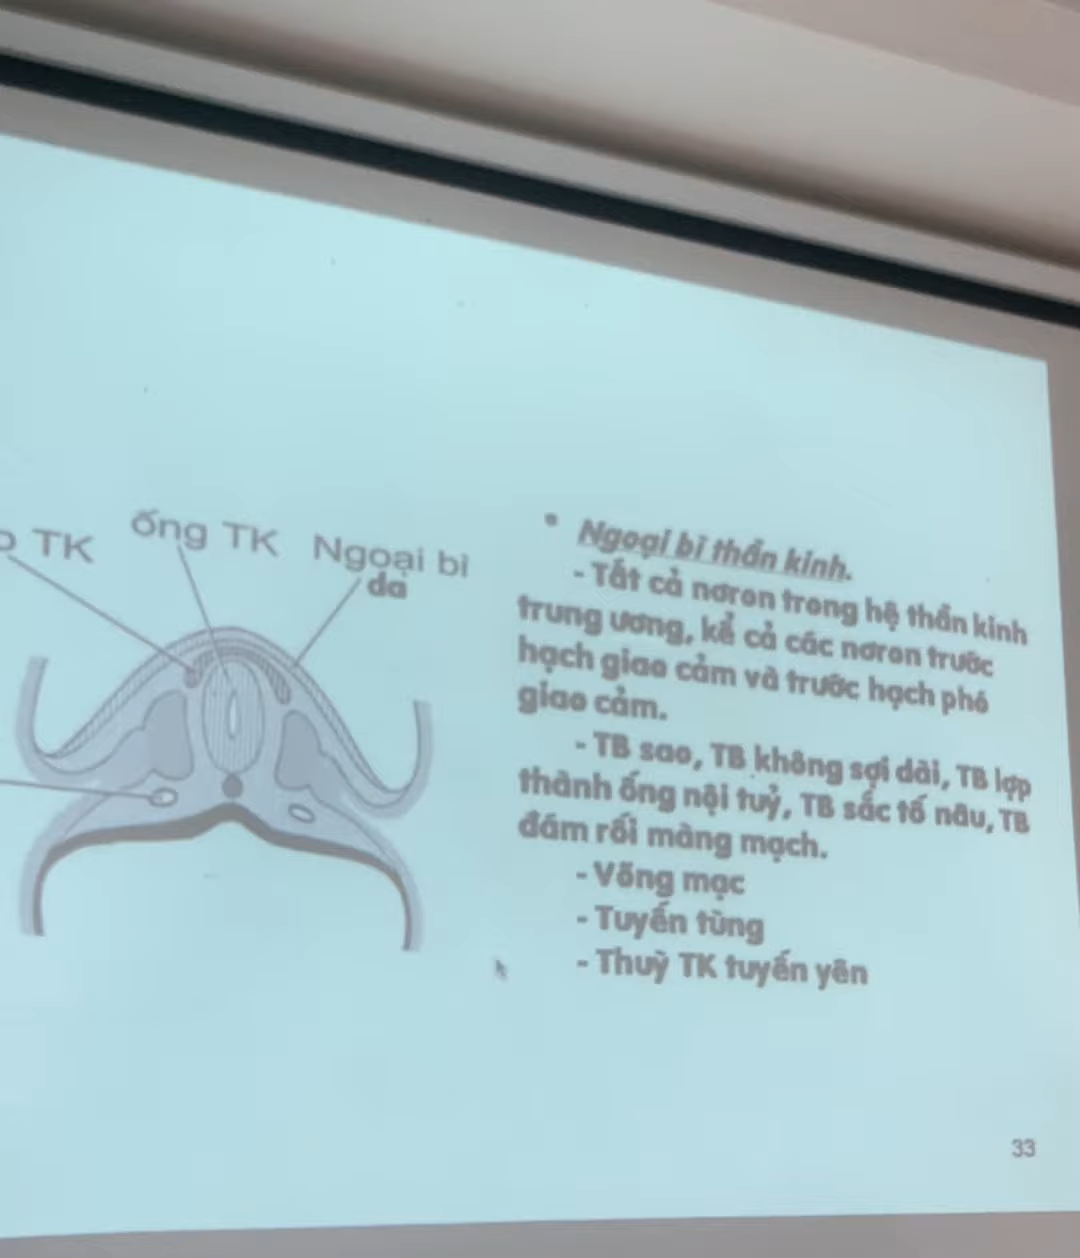 TK
ống TK
Ngoại bì
da
• Ngoại bì thần kinh.
- Tất cả nơron trong hệ thần kinh
trung ương, kể cả các nơron trước
hạch giao cảm và trước hạch phó
giao cảm.
- TB sao, TB không sợi dài, TB lợp
thành ống nội tuỷ, TB sắc tố nâu, TB
đám rối màng mạch.
- Võng mạc
- Tuyến tùng
- Thuỳ TK tuyến yên
33